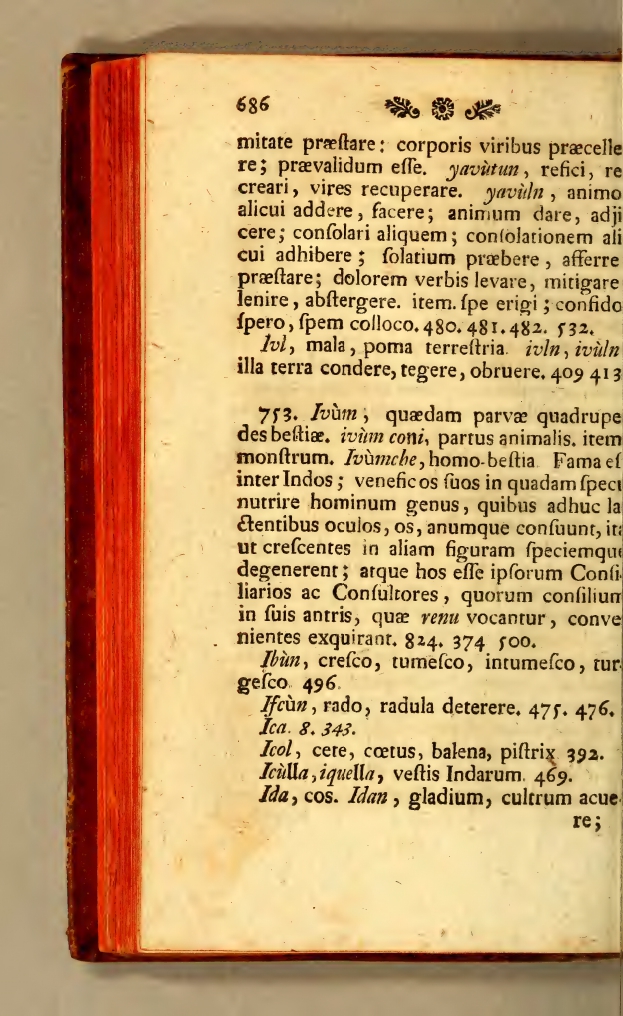 686
mitate præſtare: corporis viribus præcelle
re; prævalidum eſſe. yavùtun, refici, re
creari, vires recuperare. yavùln, animo
alicui addere, facere; animum dare, adji
cere; conſolari aliquem; conſolationem ali
cui adhibere; ſolatium præbere, afferre
præſtare; dolorem verbis levare, mitigare
lenire, abſtergere. item. ſpe erigi; confido
ſpero, ſpem colloco. 480. 481. 482. 532.
Ivl, mala, poma terreſtria. ivln, ivùln
illa terra condere, tegere, obruere. 409 413
753. Ivùm, quædam parvæ quadrupe
des beſtiæ. ivùm coni, partus animalis. item
monſtrum. Ivùmche, homo-beſtia Fama eſ
inter Indos; veneficos ſuos in quadam ſpecu
nutrire hominum genus, quibus adhuc la
ctentibus oculos, os, anumque conſuunt, ita
ut creſcentes in aliam figuram ſpeciemque
degenerent; atque hos eſſe ipſorum Conſi-
liarios ac Conſultores, quorum conſilium
in ſuis antris, quæ renu vocantur, conve
nientes exquirant. 824. 374 500.
Ibùn, creſco, tumeſco, intumeſco, tur-
geſco. 496.
Iſcùn, rado, radula deterere. 475. 476.
Ica. 8. 343.
Icol, cete, cœtus, balena, piſtrix 392.
Icùlla, iquella, veſtis Indarum. 469.
Ida, cos. Idan, gladium, cultrum acue-
re;